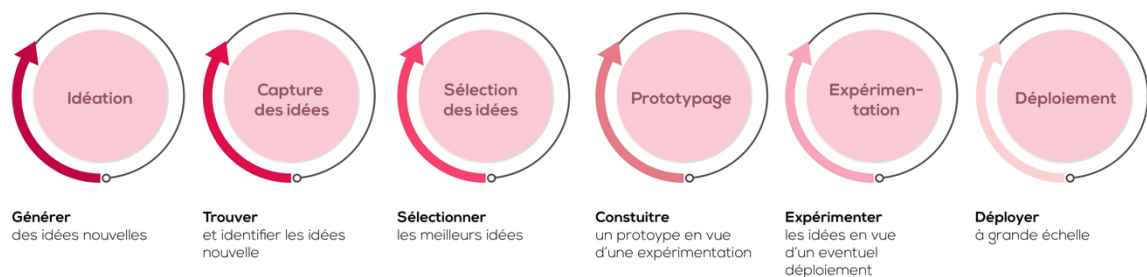 Idéation
Capture
des idées
Sélection
des idées
Prototypage
Expérimen-
tation
Déploiement
Générer
des idées nouvelles
Trouver
et identifier les idées
nouvelle
Sélectionner
les meilleurs idées
Constuitre
un protoype en vue
d'une expérimentation
Expérimenter
les idées en vue
d'un eventuel
déploiement
Déployer
à grande échelle